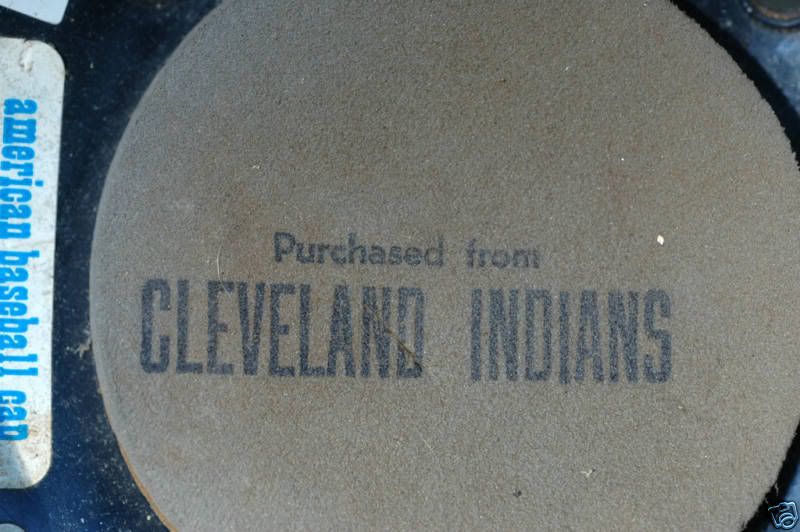 american baseball cap
Purchased from
CLEVELAND INDIANS